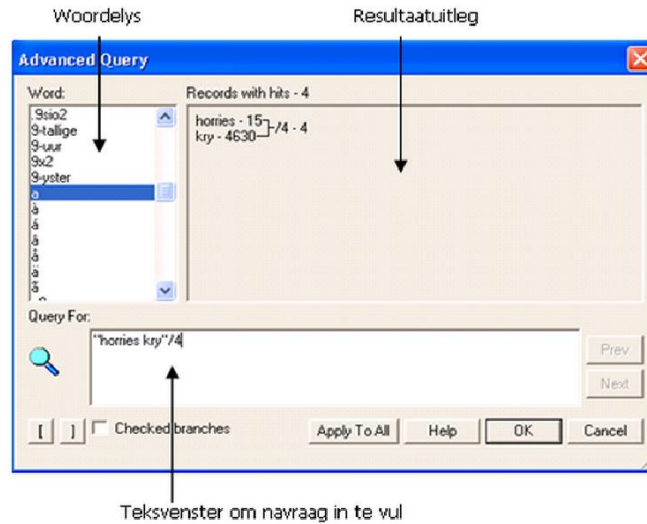 Woordelys Resultaatuitleg
Advanced Query
Word: Records with hits - 4
.9sio2
9-tallige
9-uur
9x2
9-yster
a
à
á
â
å
ä
ã
horries - 15
/4 - 4
kry - 4630
Query For:
"horries kry"/4
Prev
Next
[ ] Checked branches Apply To All Help OK Cancel
Teksvenster om navraag in te vul